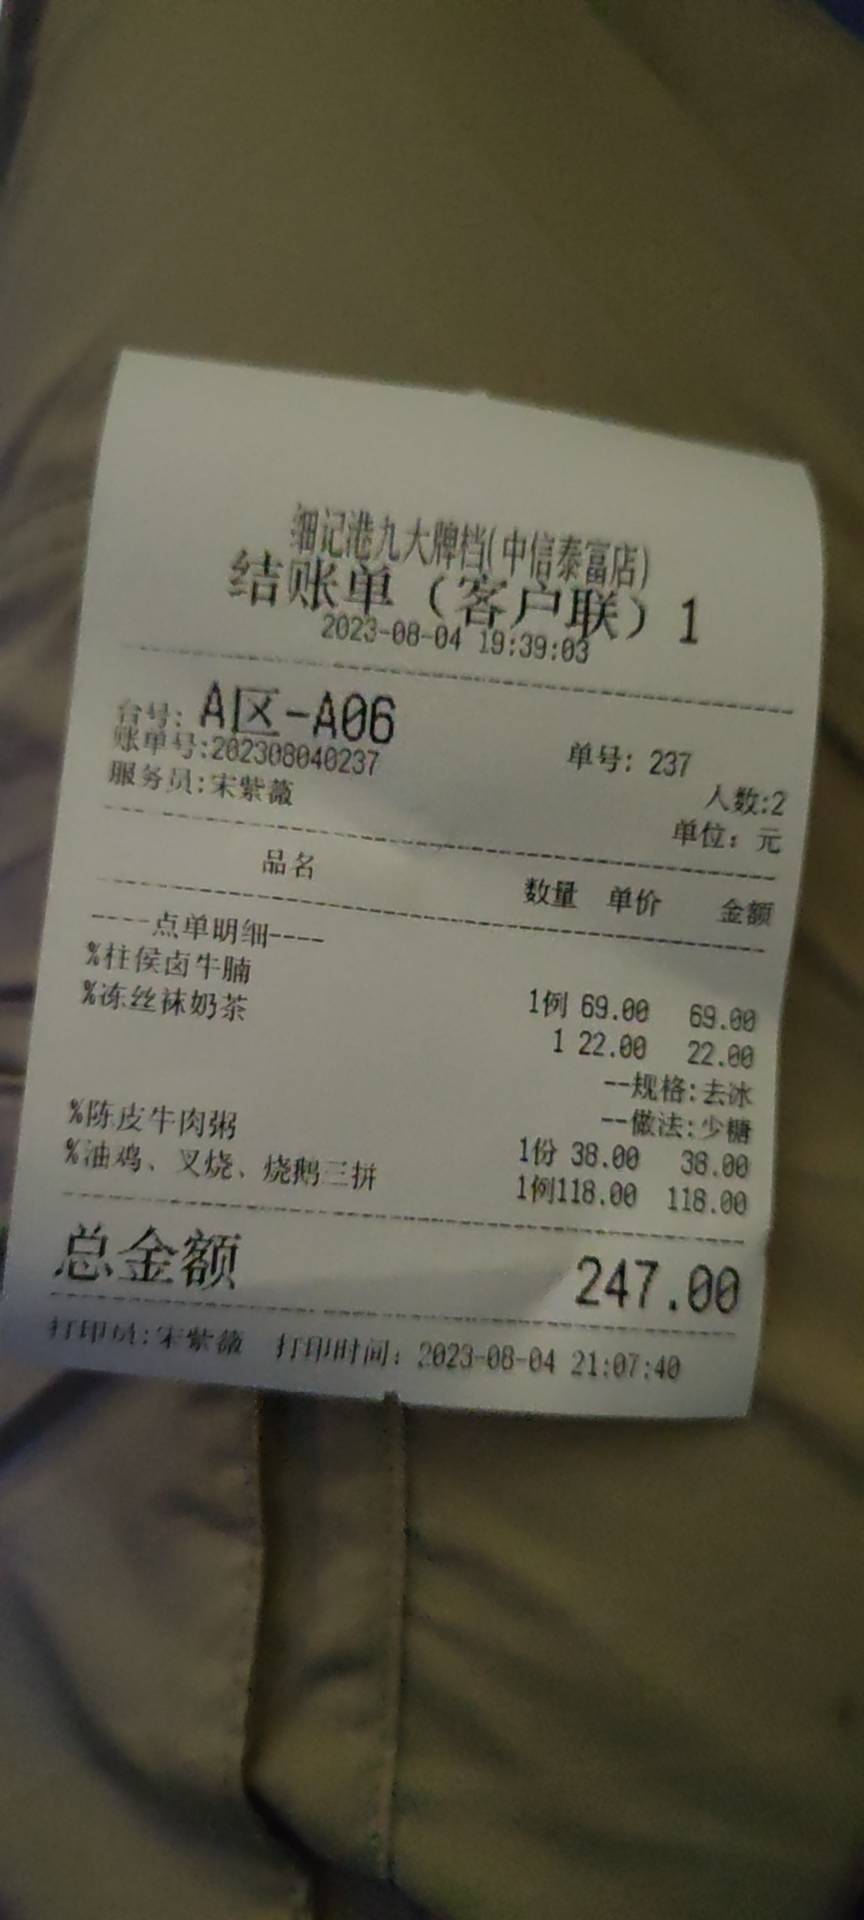 细记港九大牌档(中信泰富店)
结账单（客户联）1
2023-08-04 19:39:03
台号: A区-A06 单号: 237
账单号:202308040237 人数:2
服务员:宋紫薇 单位: 元
品名 数量 单价 金额
----点单明细----
%柱侯卤牛腩 1例 69.00 69.00
%冻丝袜奶茶 1 22.00 22.00
--规格:去冰
--做法:少糖
%陈皮牛肉粥 1份 38.00 38.00
%油鸡、叉烧、烧鹅三拼 1例118.00 118.00
总金额 247.00
打印员:宋紫薇 打印时间: 2023-08-04 21:07:40